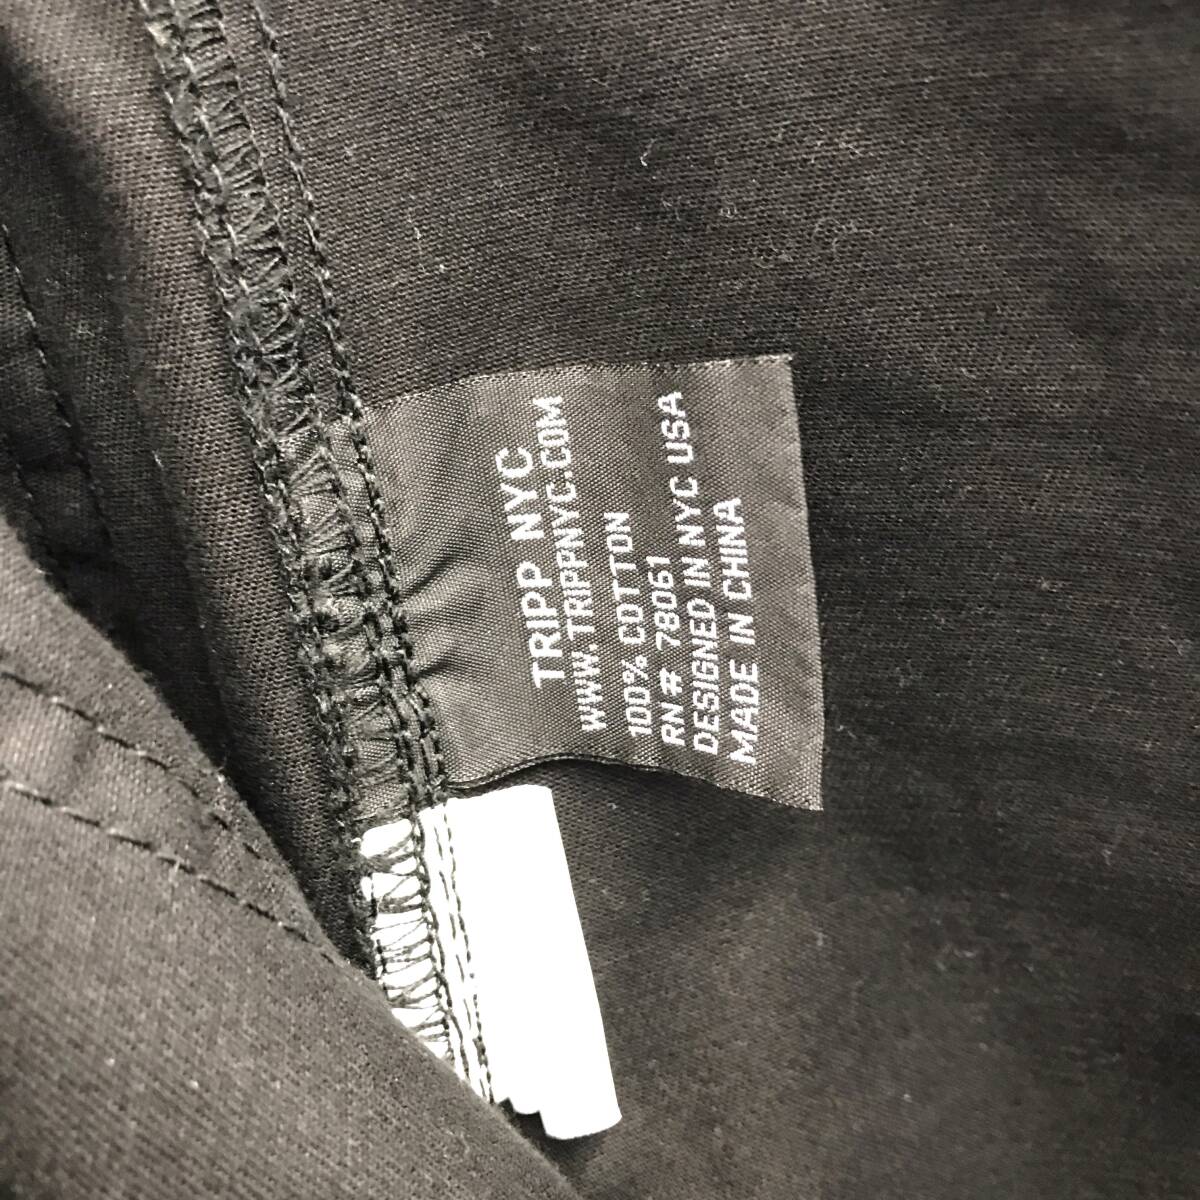 TRIPP NYC
WWW.TRIPPNYC.COM
100% COTTON
RN# 78061
DESIGNED IN NYC USA
MADE IN CHINA